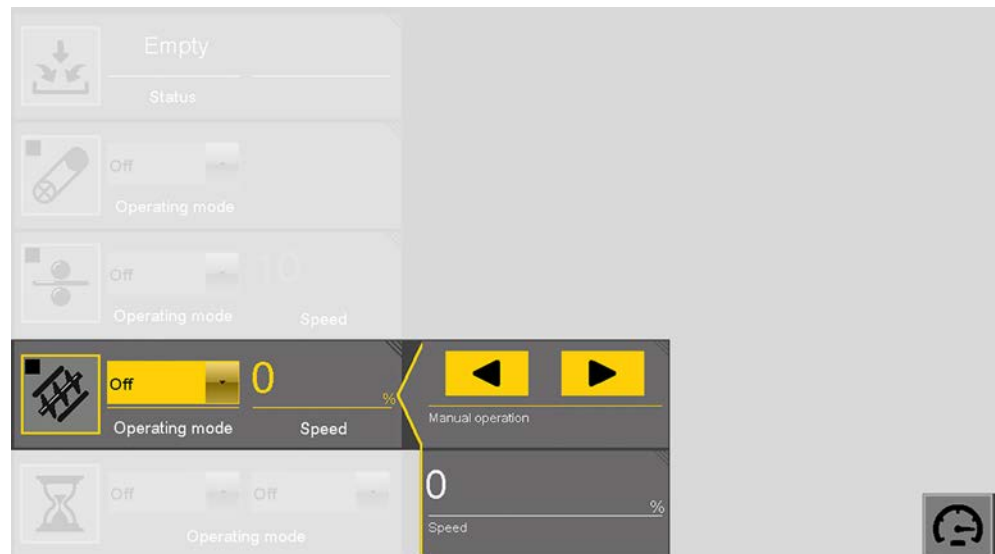 Empty
Status
Off
Operating mode
Off 10
Operating mode Speed
Off 0 %
Operating mode Speed
Manual operation
Off Off
Operating mode
0 %
Speed